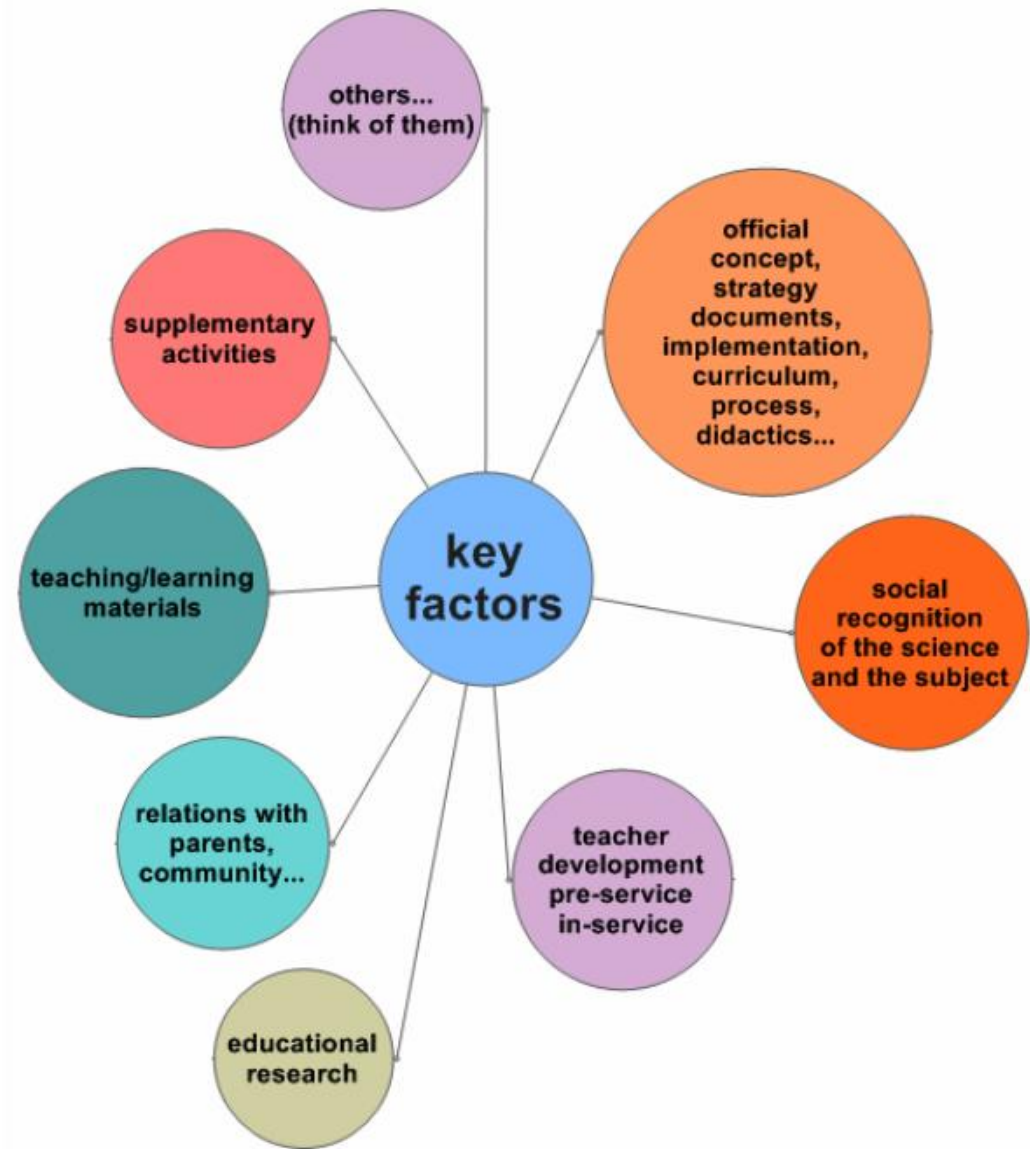 others...
(think of them)
official
concept,
strategy
documents,
implementation,
curriculum,
process,
didactics...
supplementary
activities
key
factors
teaching/learning
materials
social
recognition
of the science
and the subject
relations with
parents,
community...
teacher
development
pre-service
in-service
educational
research